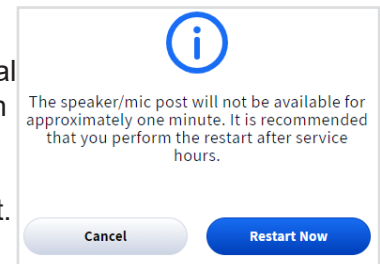 al
n
The speaker/mic post will not be available for
approximately one minute. It is recommended
that you perform the restart after service
hours.
t.
Cancel
Restart Now